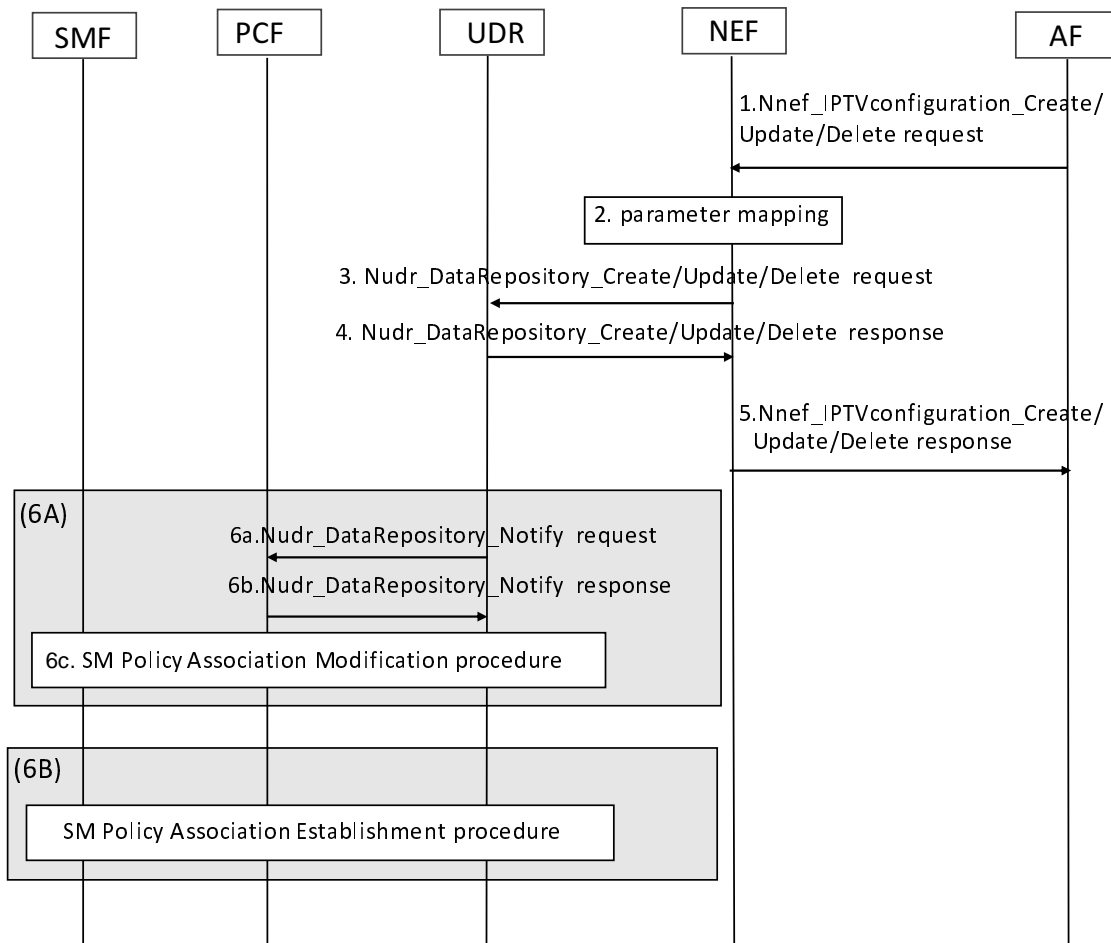 SMF
PCF
UDR
NEF
AF
1.Nnef_IPTVconfiguration_Create/
Update/Delete request
2. parameter mapping
3. Nudr_DataRepository_Create/Update/Delete request
4. Nudr_DataRepository_Create/Update/Delete response
5.Nnef_IPTVconfiguration_Create/
Update/Delete response
(6A)
6a.Nudr_DataRepository_Notify request
6b.Nudr_DataRepository_Notify response
6c. SM Policy Association Modification procedure
(6B)
SM Policy Association Establishment procedure